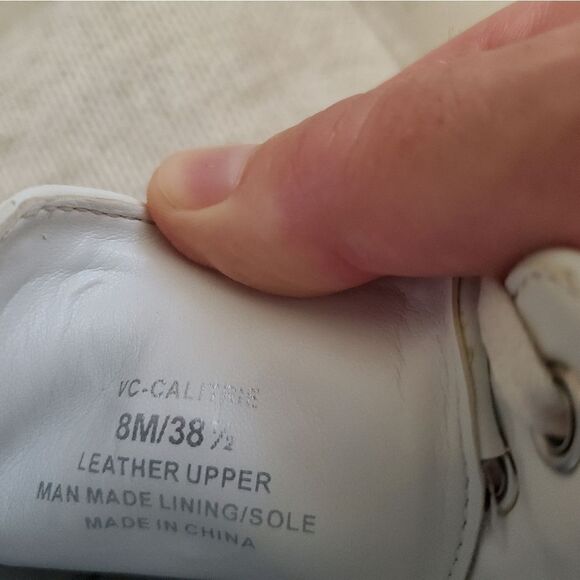 8M/38 ½
LEATHER UPPER
MAN MADE LINING/SOLE
MADE IN CHINA